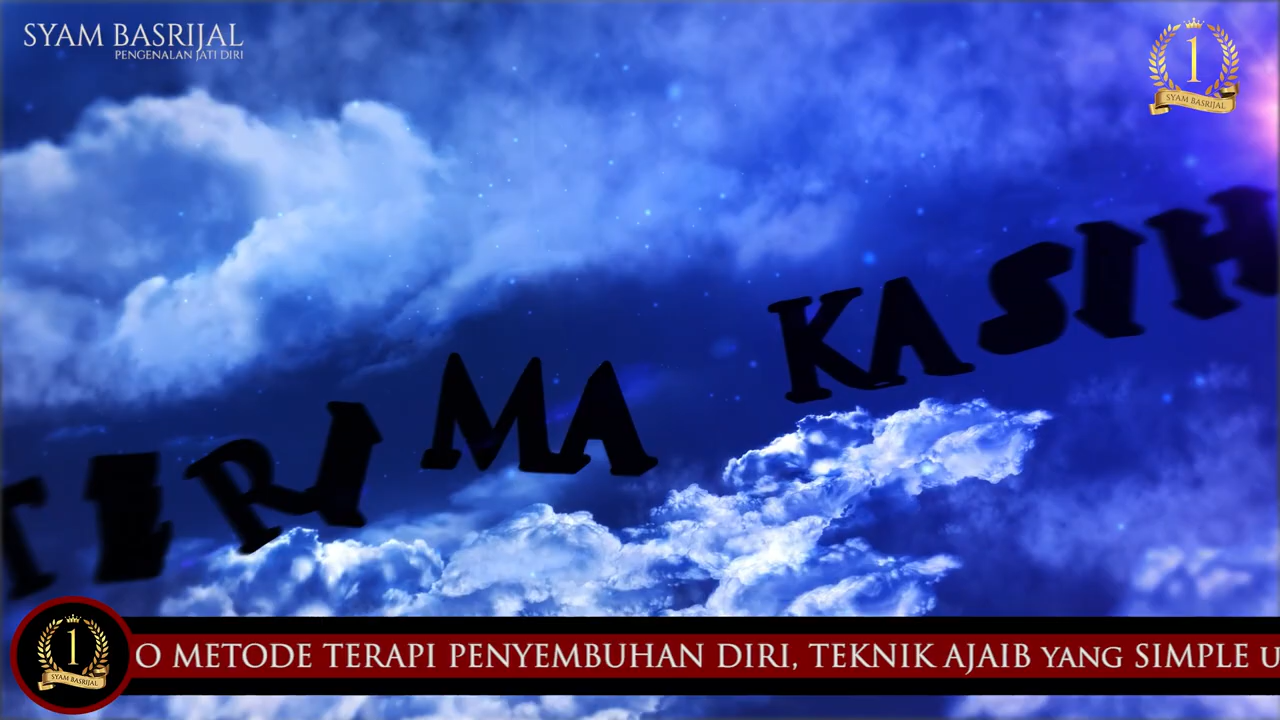 SYAM BASRIJAL
PENGENALAN JATI DIRI
1
SYAM BASRIJAL
TERIMA KASIH
1
SYAM BASRIJAL
O METODE TERAPI PENYEMBUHAN DIRI, TEKNIK AJAIB YANG SIMPLE U